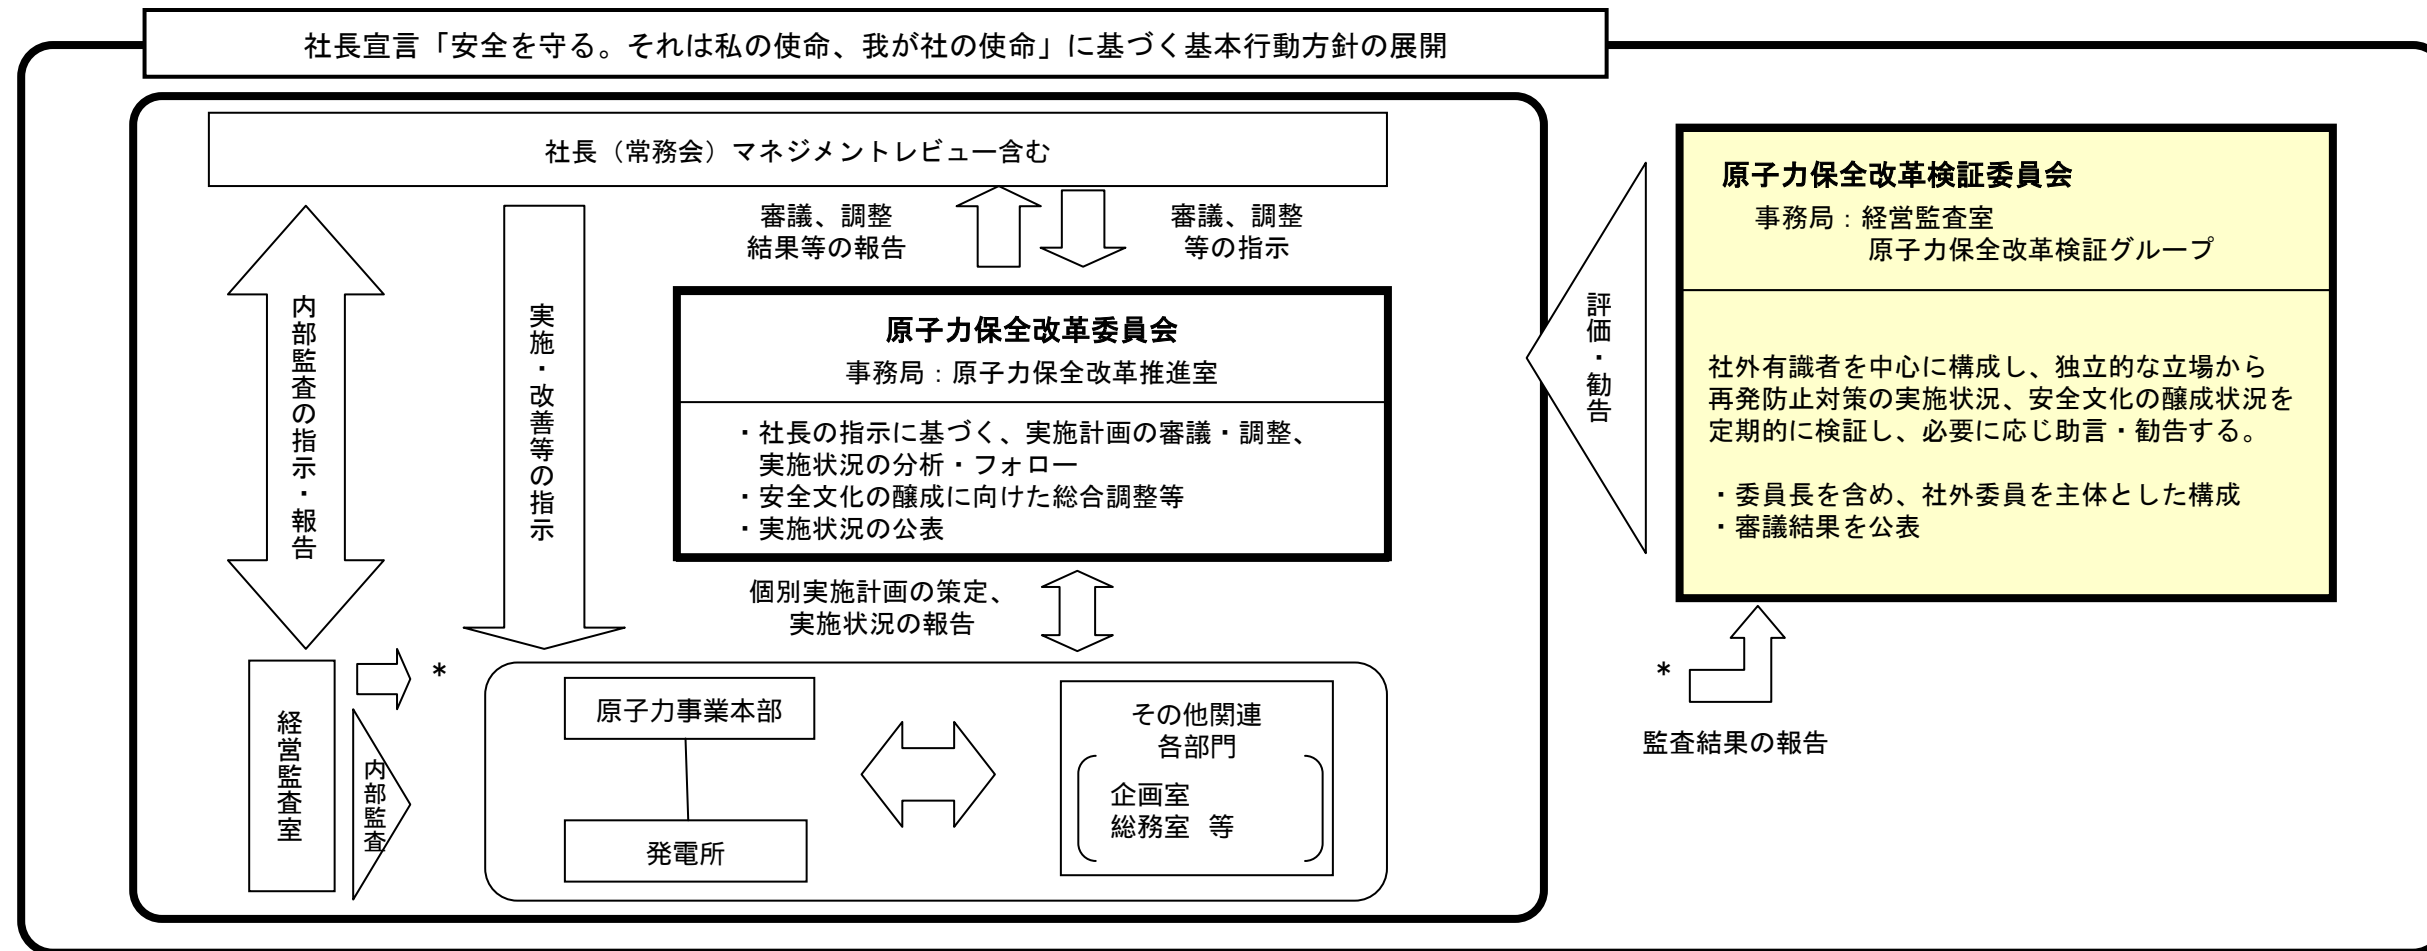 社長宣言「安全を守る。それは私の使命、我が社の使命」に基づく基本行動方針の展開
社長（常務会）マネジメントレビュー含む
審議、調整
結果等の報告
審議、調整
等の指示
内部監査の指示・報告
実施・改善等の指示
原子力保全改革委員会
事務局：原子力保全改革推進室
・社長の指示に基づく、実施計画の審議・調整、
実施状況の分析・フォロー
・安全文化の醸成に向けた総合調整等
・実施状況の公表
個別実施計画の策定、
実施状況の報告
経営監査室
*
内部監査
原子力事業本部
発電所
その他関連
各部門
企画室
総務室 等
評価・勧告
原子力保全改革検証委員会
事務局：経営監査室
原子力保全改革検証グループ
社外有識者を中心に構成し、独立的な立場から
再発防止対策の実施状況、安全文化の醸成状況を
定期的に検証し、必要に応じ助言・勧告する。
・委員長を含め、社外委員を主体とした構成
・審議結果を公表
*
監査結果の報告